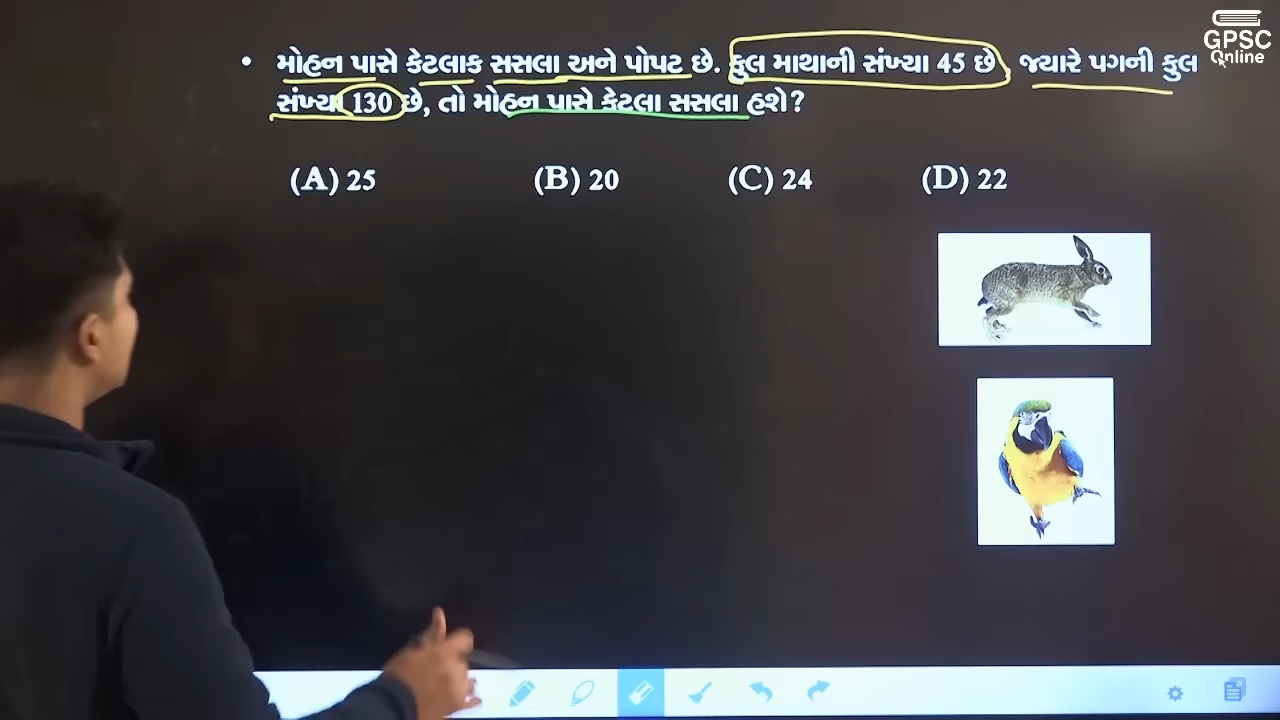 GPSC
Online
• મોહન પાસે કેટલાક સસલા અને પોપટ છે. કુલ માથાની સંખ્યા 45 છે, જ્યારે પગની કુલ
સંખ્યા 130 છે, તો મોહન પાસે કેટલા સસલા હશે?
(A) 25 (B) 20 (C) 24 (D) 22